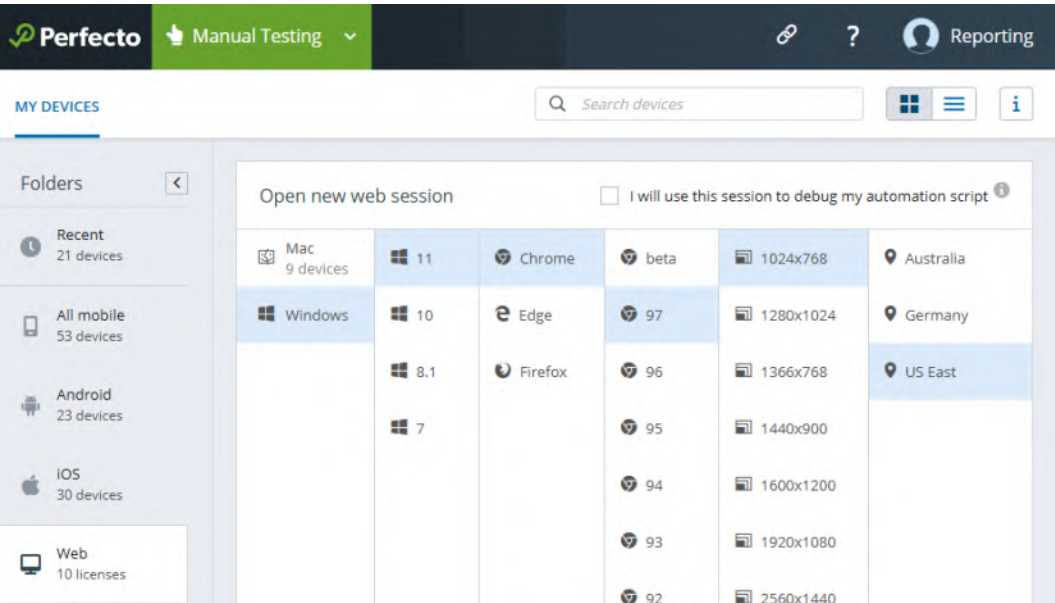 Perfecto
Manual Testing
?
Reporting
MY DEVICES
Search devices
i
Folders
<
Recent
21 devices
All mobile
53 devices
Android
23 devices
iOS
30 devices
Web
10 licenses
Open new web session
I will use this session to debug my automation script
i
Mac
9 devices
Windows
11
10
8.1
7
Chrome
Edge
Firefox
beta
97
96
95
94
93
92
1024x768
1280x1024
1366x768
1440x900
1600x1200
1920x1080
2560x1440
Australia
Germany
US East